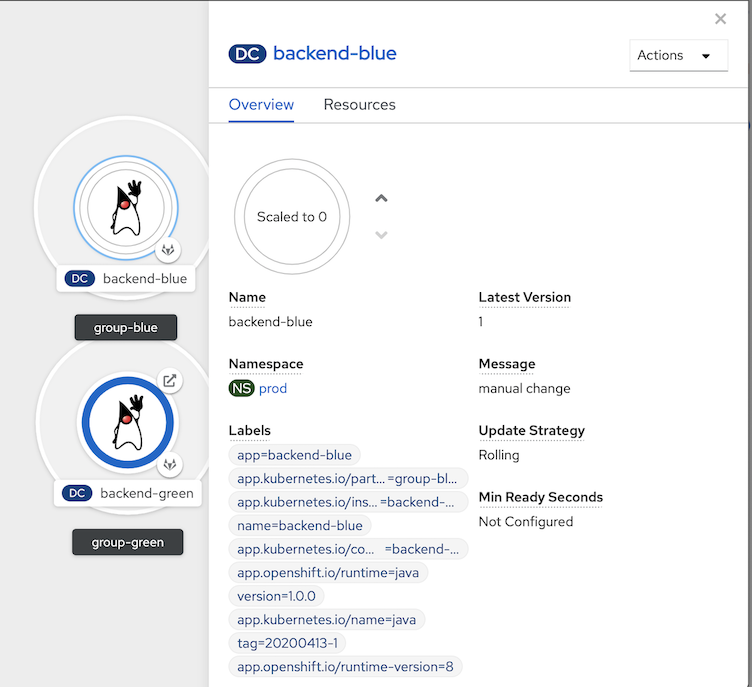 DC backend-blue
Actions
Overview Resources
Scaled to 0
DC backend-blue
group-blue
DC backend-green
group-green
Name
backend-blue
Latest Version
1
Namespace
NS prod
Message
manual change
Labels
app=backend-blue
app.kubernetes.io/part... =group-bl...
app.kubernetes.io/ins... =backend-...
name=backend-blue
app.kubernetes.io/co... =backend-...
app.openshift.io/runtime=java
version=1.0.0
app.kubernetes.io/name=java
tag=20200413-1
app.openshift.io/runtime-version=8
Update Strategy
Rolling
Min Ready Seconds
Not Configured